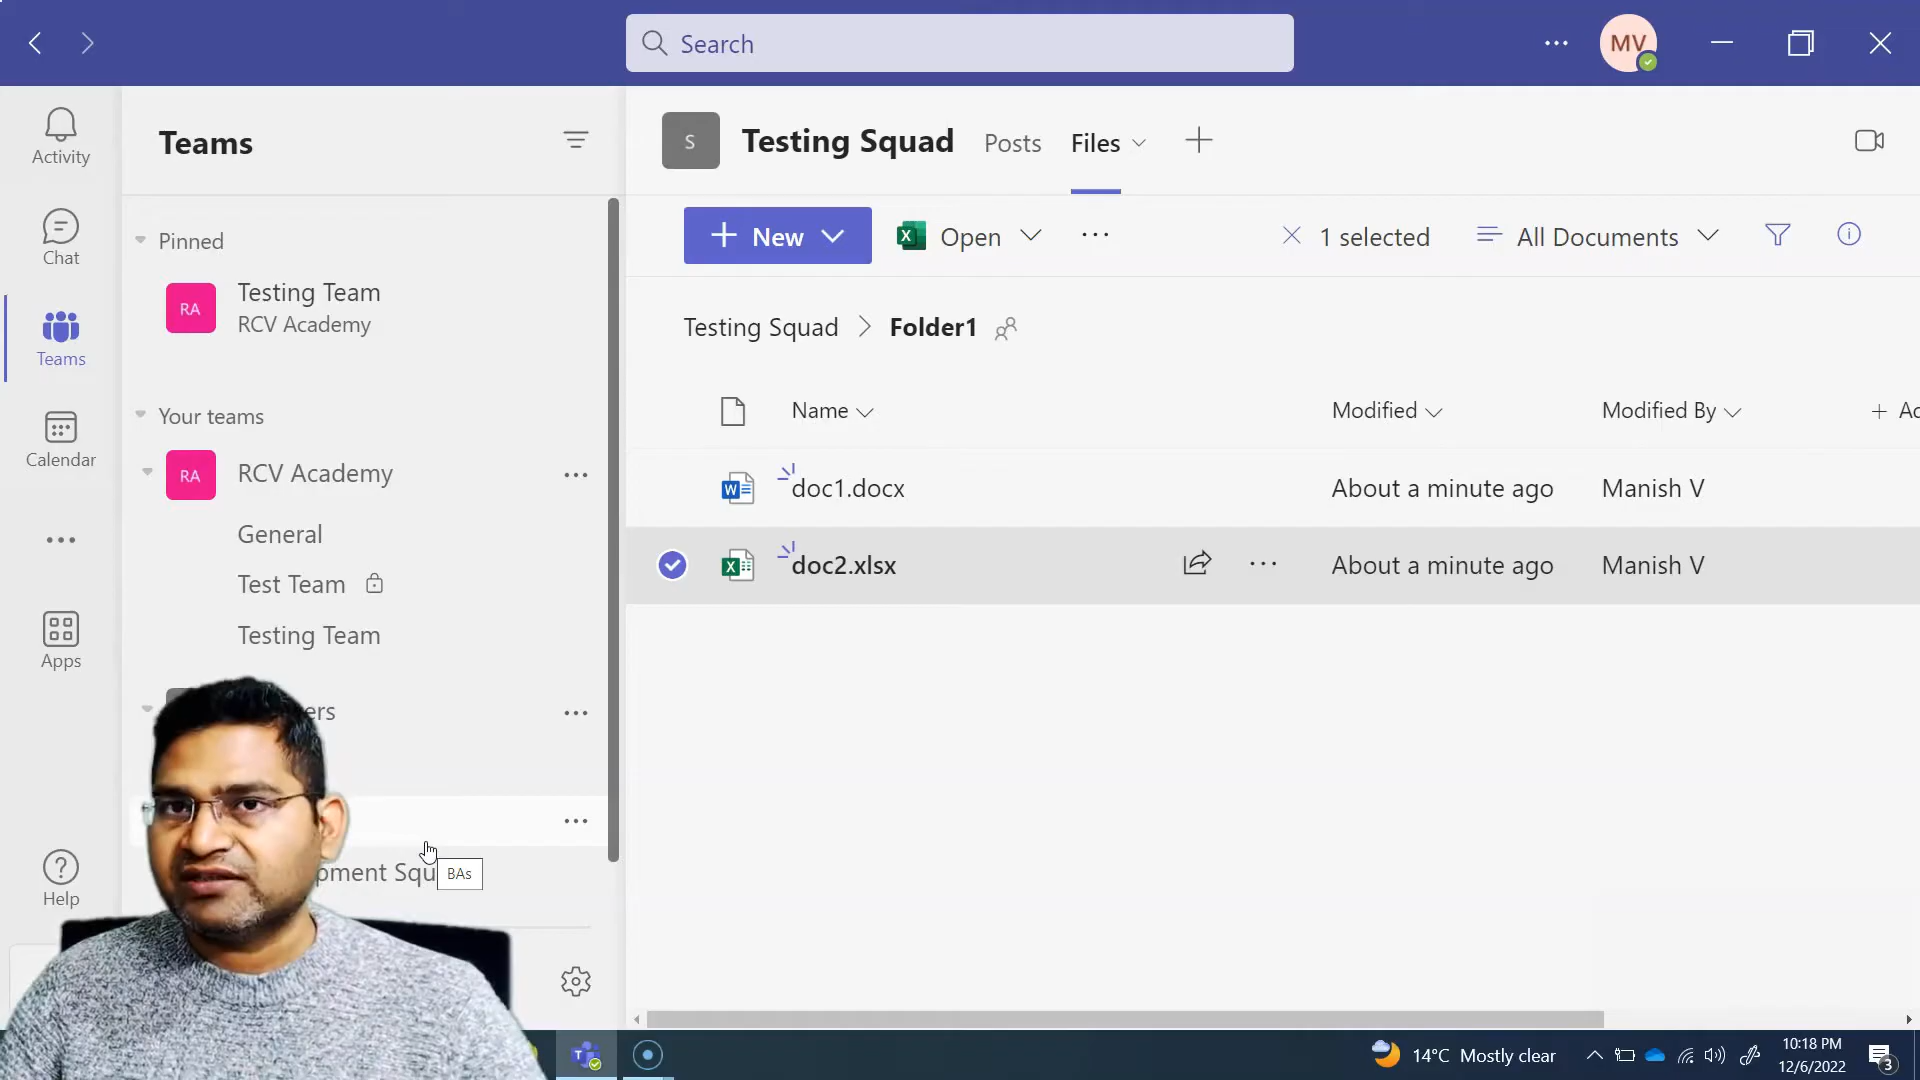 Search
MV
Activity
Chat
Teams
Calendar
Apps
Help
Teams
Pinned
RA
Testing Team
RCV Academy
Your teams
RA
RCV Academy
General
Test Team
Testing Team
ers
pment Squ
BAs
S
Testing Squad
Posts
Files
New
Open
1 selected
All Documents
Testing Squad > Folder1
Name
Modified
Modified By
+ Ad
doc1.docx
About a minute ago
Manish V
doc2.xlsx
About a minute ago
Manish V
14°C Mostly clear
10:18 PM
12/6/2022
3